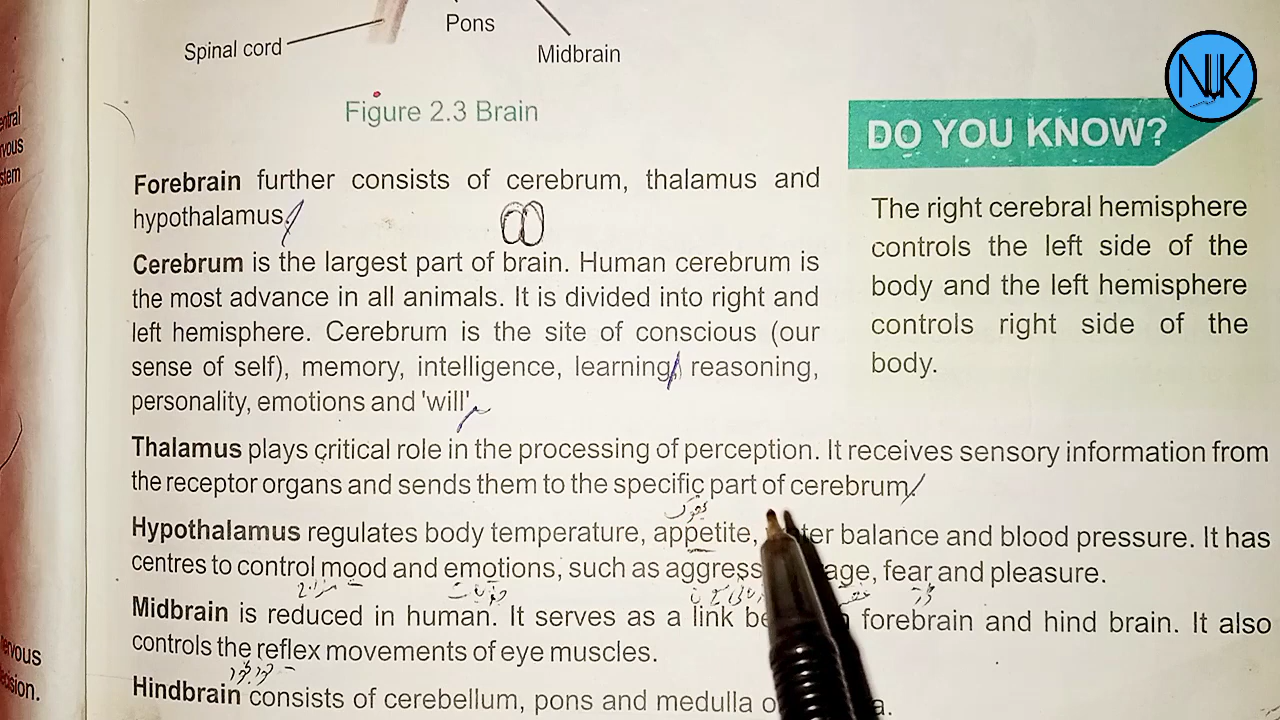 Pons
Spinal cord
Midbrain
NJK
Figure 2.3 Brain
DO YOU KNOW?
The right cerebral hemisphere
controls the left side of the
body and the left hemisphere
controls right side of the
body.
Forebrain further consists of cerebrum, thalamus and
hypothalamus.
Cerebrum is the largest part of brain. Human cerebrum is
the most advance in all animals. It is divided into right and
left hemisphere. Cerebrum is the site of conscious (our
sense of self), memory, intelligence, learning, reasoning,
personality, emotions and 'will'.
Thalamus plays critical role in the processing of perception. It receives sensory information from
the receptor organs and sends them to the specific part of cerebrum.
بھوک
Hypothalamus regulates body temperature, appetite, balance and blood pressure. It has
centres to control mood and emotions, such as fear and pleasure.
مزاج جذبات غصہ ڈر
Midbrain is reduced in human. It serves as a link forebrain and hind brain. It also
controls the reflex movements of eye muscles.
خود بخود
Hindbrain consists of cerebellum, pons and medulla